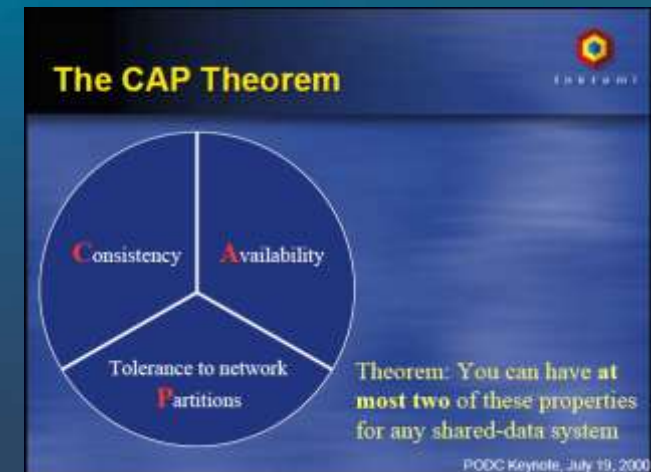 The CAP Theorem
Inktomi
Consistency
Availability
Tolerance to network
Partitions
Theorem: You can have at
most two of these properties
for any shared-data system
PODC Keynote, July 19, 2000